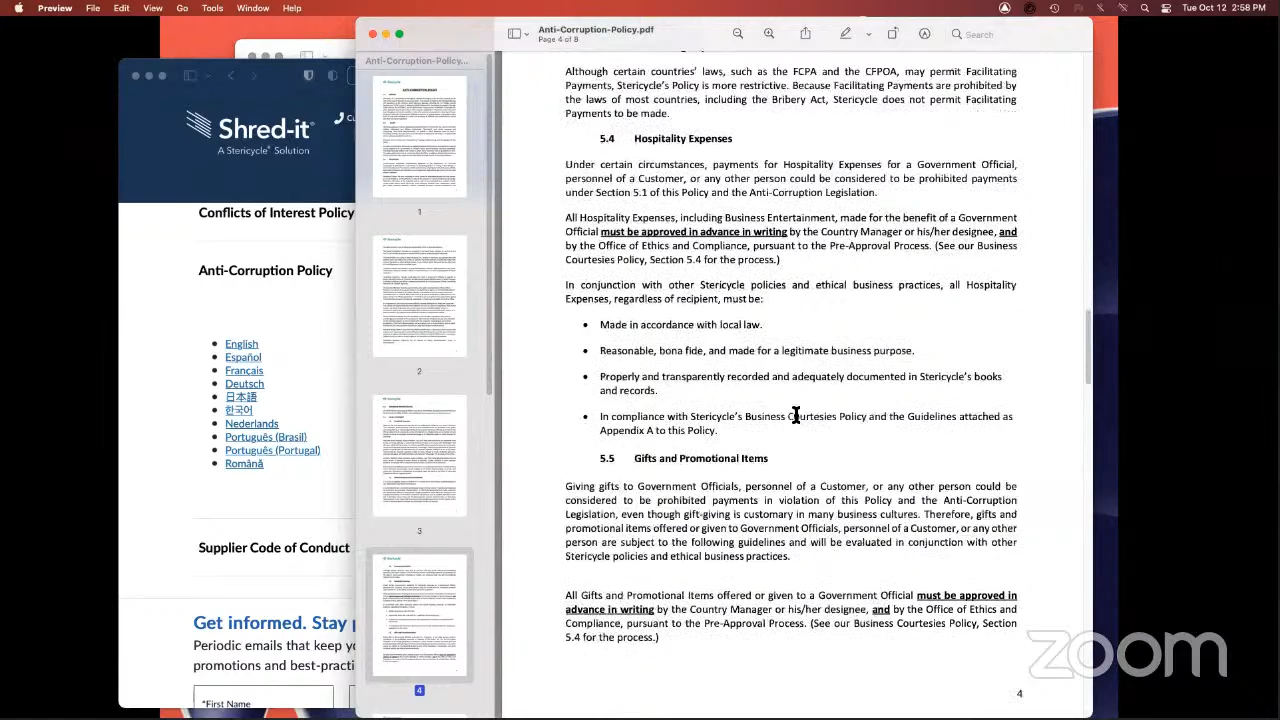 Preview File Edit View Go Tools Window Help Tue Oct 12 2:58 PM
Anti-Corruption-Policy.pdf
Page 4 of 8
Search
Anti-Corruption-Policy...
1
2
3
4
Shred-it
A Stericycle® Solution
Cu
Conflicts of Interest Policy
Anti-Corruption Policy
English
Español
Français
Deutsch
日本語
한국어
Nederlands
Português (Brasil)
Português (Portugal)
Română
Supplier Code of Conduct
Get informed. Stay
Periodic emails that keep yo
promotions and best-practi
*First Name
Although certain countries' laws, such as the FCPA and the CFPOA, may permit Facilitating
Payments, Stericycle's Policy is more restrictive. Because Facilitating Payments are prohibited by
the laws of most countries, including the Bribery Act, Stericycle does not permit Facilitating
Payments to be made.
5.4 Hospitality Expenses
Under certain circumstances, paying for Hospitality Expenses for a Government Official,
personnel of a Customer, or any other person could be considered to be prohibited payments
under Section 5.1 of this Policy and the Anti-Corruption Legislation.
All Hospitality Expenses, including Business Entertainment, made for the benefit of a Government
Official must be approved in advance in writing by the Country Manager or his/her designee, and
by the Office of Ethics and Compliance, pursuant to the Pre-Approval Process. (See our Business
Courtesies Policy, Section 5.4 for the process.)
In conjunction with other Stericycle policies and ethical business practices, all Hospitality
Expenses, regardless of recipient, must be:
• Made in accordance with local law.
• Reasonable, bona fide, and made for a legitimate business purpose.
• Properly and transparently recorded and adequately documented in Stericycle's books
and records.
• In compliance with Stericycle's Business Courtesies Policy and the Guidelines attached as
Appendix A to this Policy.
5.5 Gifts and Promotional Items
Giving gifts to Government Officials, personnel of a Customer, or any other person could be
considered to be prohibited payments in violation of this Policy and the Anti-Corruption
Legislation, even though gift-giving is customary in many business cultures. Therefore, gifts and
promotional items offered or given to Government Officials, personnel of a Customer, or any other
person are subject to the following guidelines and will be evaluated in conjunction with other
Stericycle policies and ethical business practices.
All Gifts and Promotional Items given to a Government Official must be approved in
advance in writing by the Country Manager or his/her designee, and by the Office of Ethics and
Compliance, pursuant to the Pre-Approval Process. (See our Business Courtesies Policy, Section
5.4 for the process.)
4
zoom